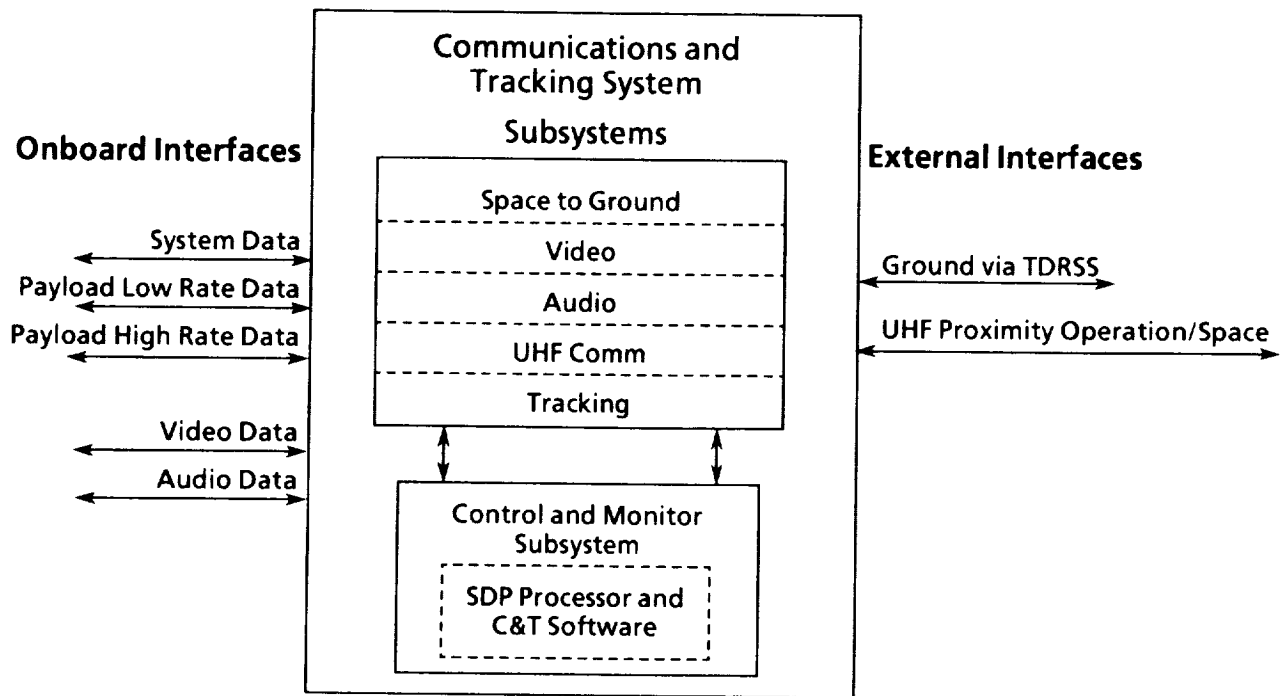 Communications and
Tracking System
Subsystems
Onboard Interfaces
External Interfaces
Space to Ground
Video
Audio
UHF Comm
Tracking
System Data
Payload Low Rate Data
Payload High Rate Data
Video Data
Audio Data
Ground via TDRSS
UHF Proximity Operation/Space
Control and Monitor
Subsystem
SDP Processor and
C&T Software